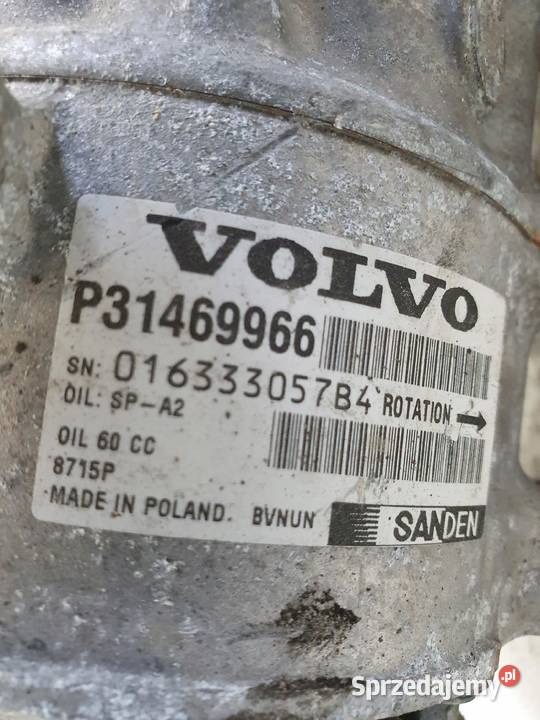 VOLVO
P31469966
SN: 016333057B4 ROTATION →
OIL: SP-A2
OIL 60 CC
8715P
MADE IN POLAND. BVNUN SANDEN
Sprzedajemy.pl